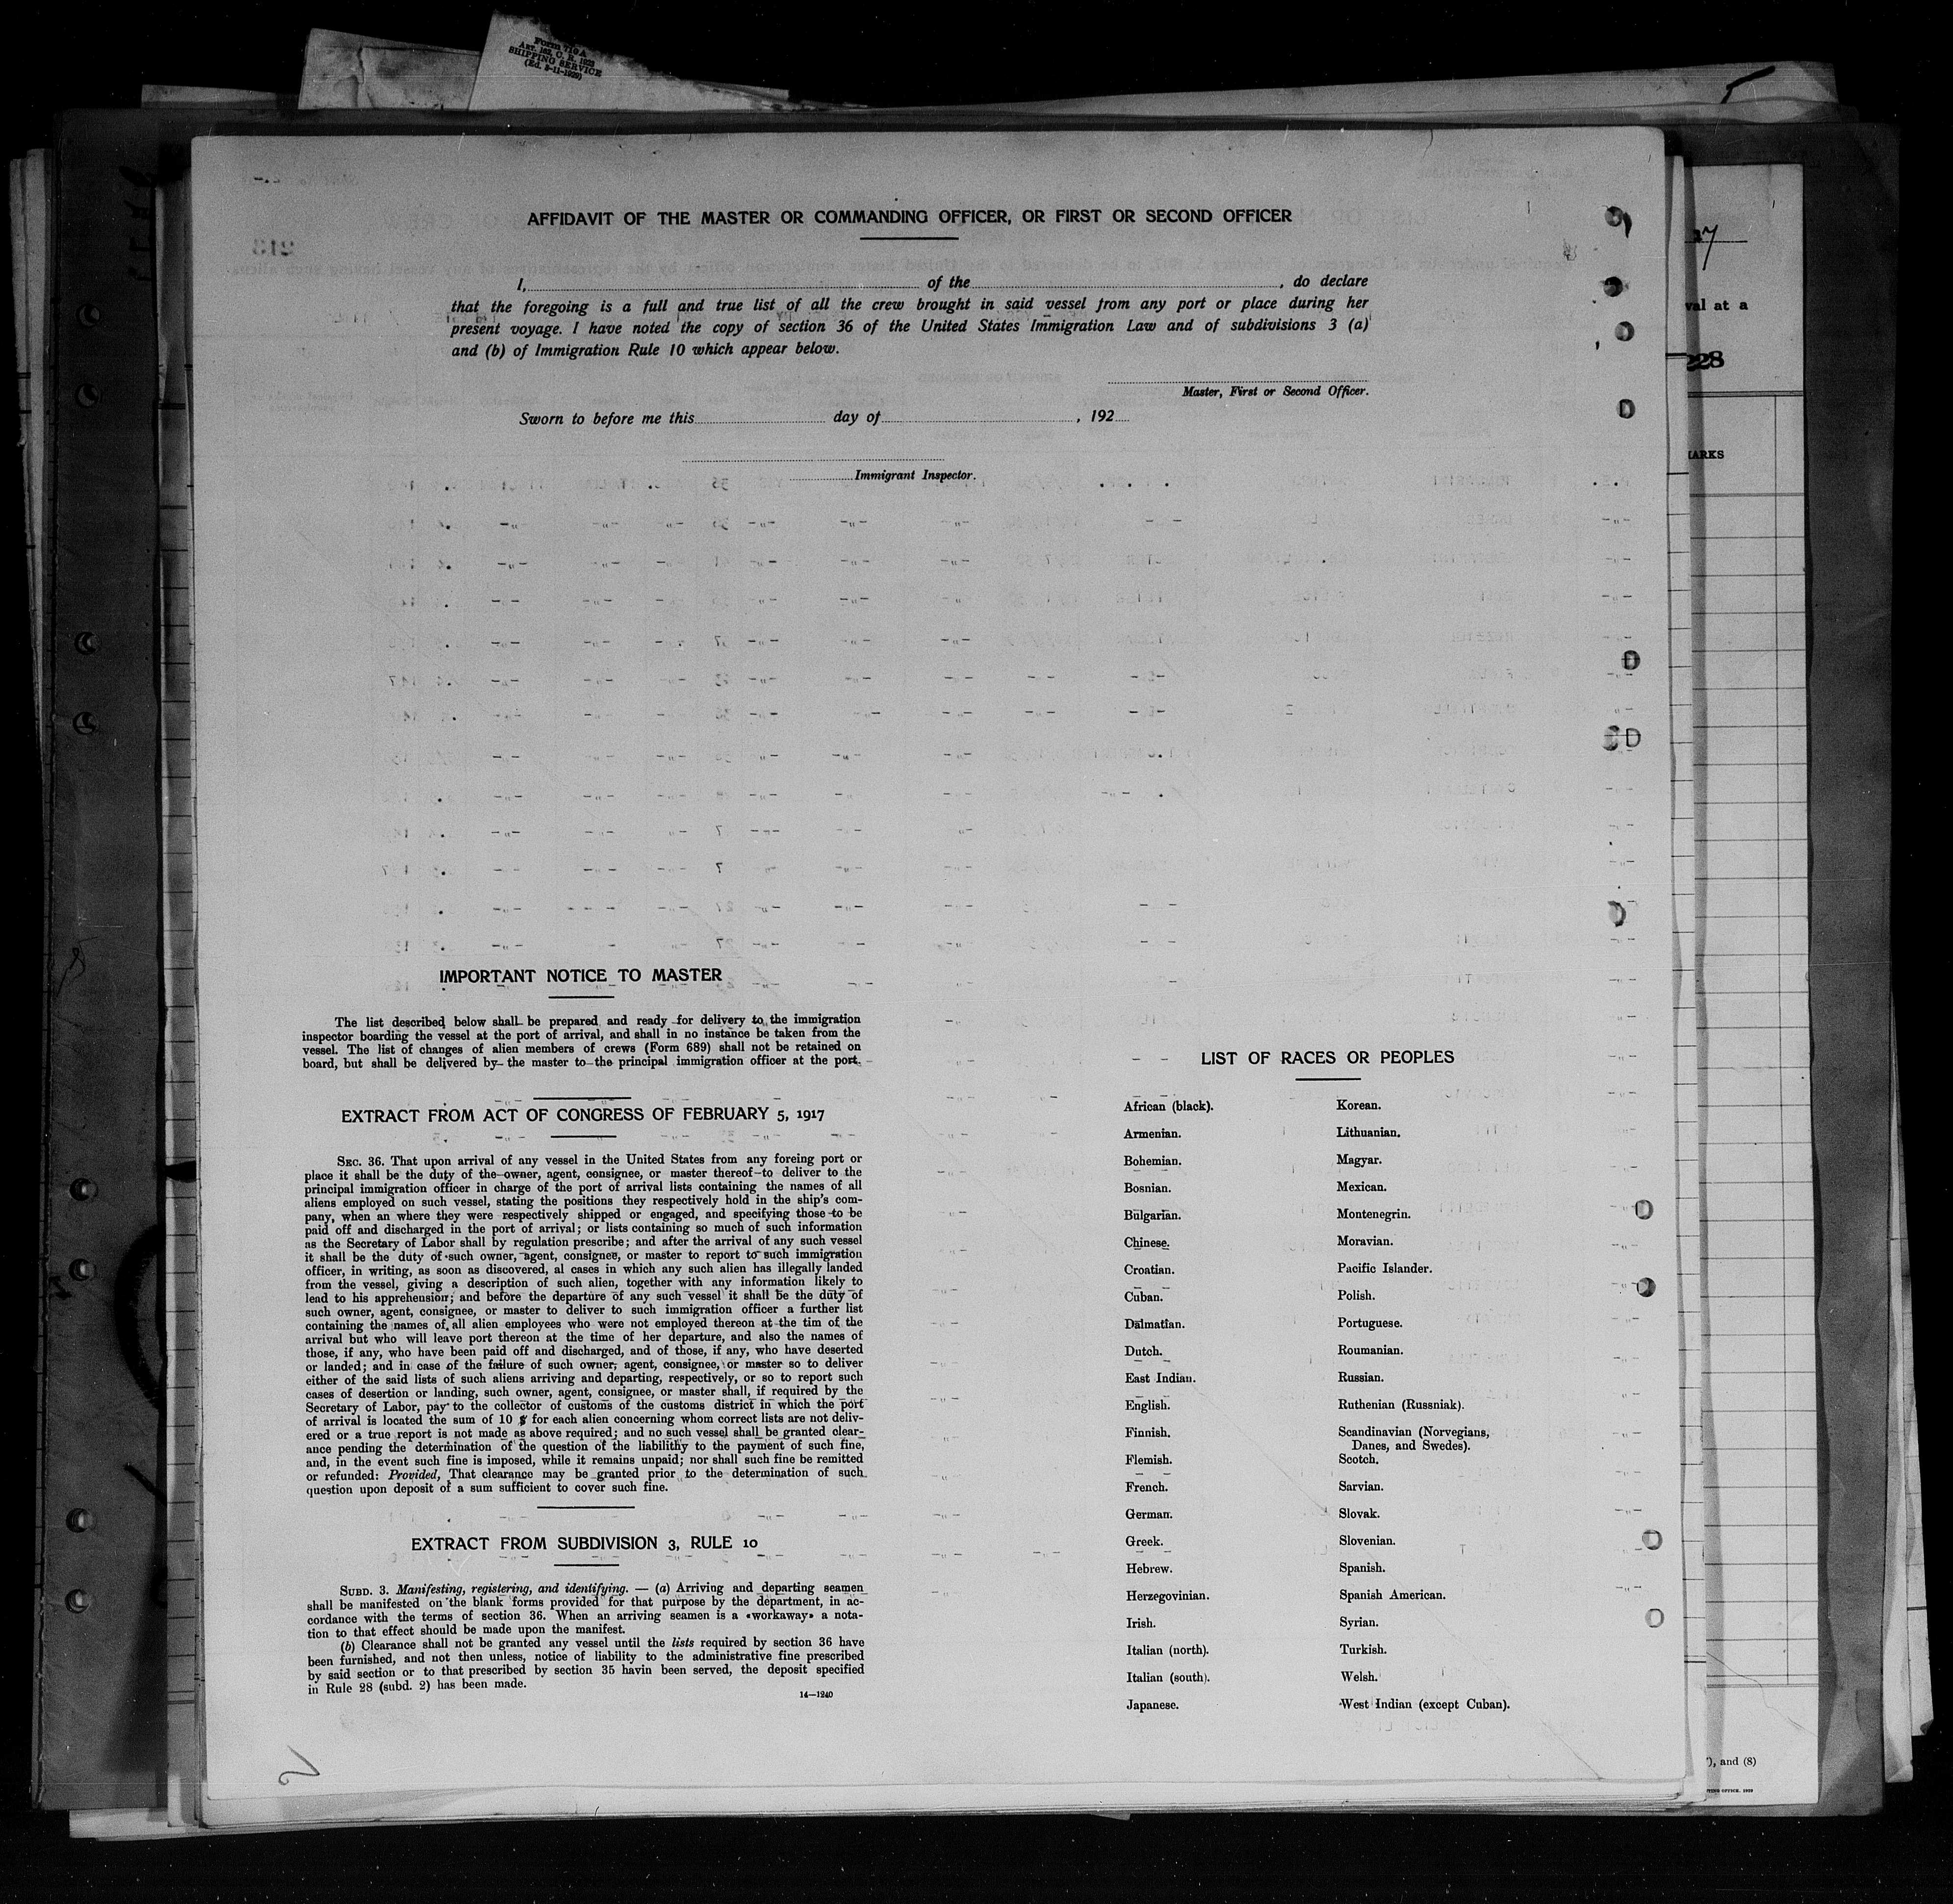 Form 710A
Art. 183, C. R. 1923
SHIPPING SERVICE
(Ed. 3-11-1929)
AFFIDAVIT OF THE MASTER OR COMMANDING OFFICER, OR FIRST OR SECOND OFFICER
I, of the , do declare
that the foregoing is a full and true list of all the crew brought in said vessel from any port or place during her
present voyage. I have noted the copy of section 36 of the United States Immigration Law and of subdivisions 3 (a)
and (b) of Immigration Rule 10 which appear below.
Master, First or Second Officer.
Sworn to before me this day of , 192
Immigrant Inspector.
IMPORTANT NOTICE TO MASTER
The list described below shall be prepared and ready for delivery to the immigration
inspector boarding the vessel at the port of arrival, and shall in no instance be taken from the
vessel. The list of changes of alien members of crews (Form 689) shall not be retained on
board, but shall be delivered by the master to the principal immigration officer at the port.
EXTRACT FROM ACT OF CONGRESS OF FEBRUARY 5, 1917
SEC. 36. That upon arrival of any vessel in the United States from any foreing port or
place it shall be the duty of the owner, agent, consignee, or master thereof to deliver to the
principal immigration officer in charge of the port of arrival lists containing the names of all
aliens employed on such vessel, stating the positions they respectively hold in the ship's com-
pany, when an where they were respectively shipped or engaged, and specifying those to be
paid off and discharged in the port of arrival; or lists containing so much of such information
as the Secretary of Labor shall by regulation prescribe; and after the arrival of any such vessel
it shall be the duty of such owner, agent, consignee, or master to report to such immigration
officer, in writing, as soon as discovered, al cases in which any such alien has illegally landed
from the vessel, giving a description of such alien, together with any information likely to
lead to his apprehension; and before the departure of any such vessel it shall be the duty of
such owner, agent, consignee, or master to deliver to such immigration officer a further list
containing the names of all alien employees who were not employed thereon at the tim of the
arrival but who will leave port thereon at the time of her departure, and also the names of
those, if any, who have been paid off and discharged, and of those, if any, who have deserted
or landed; and in case of the failure of such owner, agent, consignee, or master so to deliver
either of the said lists of such aliens arriving and departing, respectively, or so to report such
cases of desertion or landing, such owner, agent, consignee, or master shall, if required by the
Secretary of Labor, pay to the collector of customs of the customs district in which the port
of arrival is located the sum of 10 $ for each alien concerning whom correct lists are not deliv-
ered or a true report is not made as above required; and no such vessel shall be granted clear-
ance pending the determination of the question of the liabilithy to the payment of such fine,
and, in the event such fine is imposed, while it remains unpaid; nor shall such fine be remitted
or refunded: Provided, That clearance may be granted prior to the determination of such
question upon deposit of a sum sufficient to cover such fine.
EXTRACT FROM SUBDIVISION 3, RULE 10
SUBD. 3. Manifesting, registering, and identifying. — (a) Arriving and departing seamen
shall be manifested on the blank forms provided for that purpose by the department, in ac-
cordance with the terms of section 36. When an arriving seamen is a «workaway» a nota-
tion to that effect should be made upon the manifest.
(b) Clearance shall not be granted any vessel until the lists required by section 36 have
been furnished, and not then unless, notice of liability to the administrative fine prescribed
by said section or to that prescribed by section 35 havin been served, the deposit specified
in Rule 28 (subd. 2) has been made.
14—1240
LIST OF RACES OR PEOPLES
African (black).
Armenian.
Bohemian.
Bosnian.
Bulgarian.
Chinese.
Croatian.
Cuban.
Dalmatian.
Dutch.
East Indian.
English.
Finnish.
Flemish.
French.
German.
Greek.
Hebrew.
Herzegovinian.
Irish.
Italian (north).
Italian (south).
Japanese.
Korean.
Lithuanian.
Magyar.
Mexican.
Montenegrin.
Moravian.
Pacific Islander.
Polish.
Portuguese.
Roumanian.
Russian.
Ruthenian (Russniak).
Scandinavian (Norvegians,
Danes, and Swedes).
Scotch.
Sarvian.
Slovak.
Slovenian.
Spanish.
Spanish American.
Syrian.
Turkish.
Welsh.
West Indian (except Cuban).
17
val at a
228
ARKS
), and (8)
OFFICE. 1929